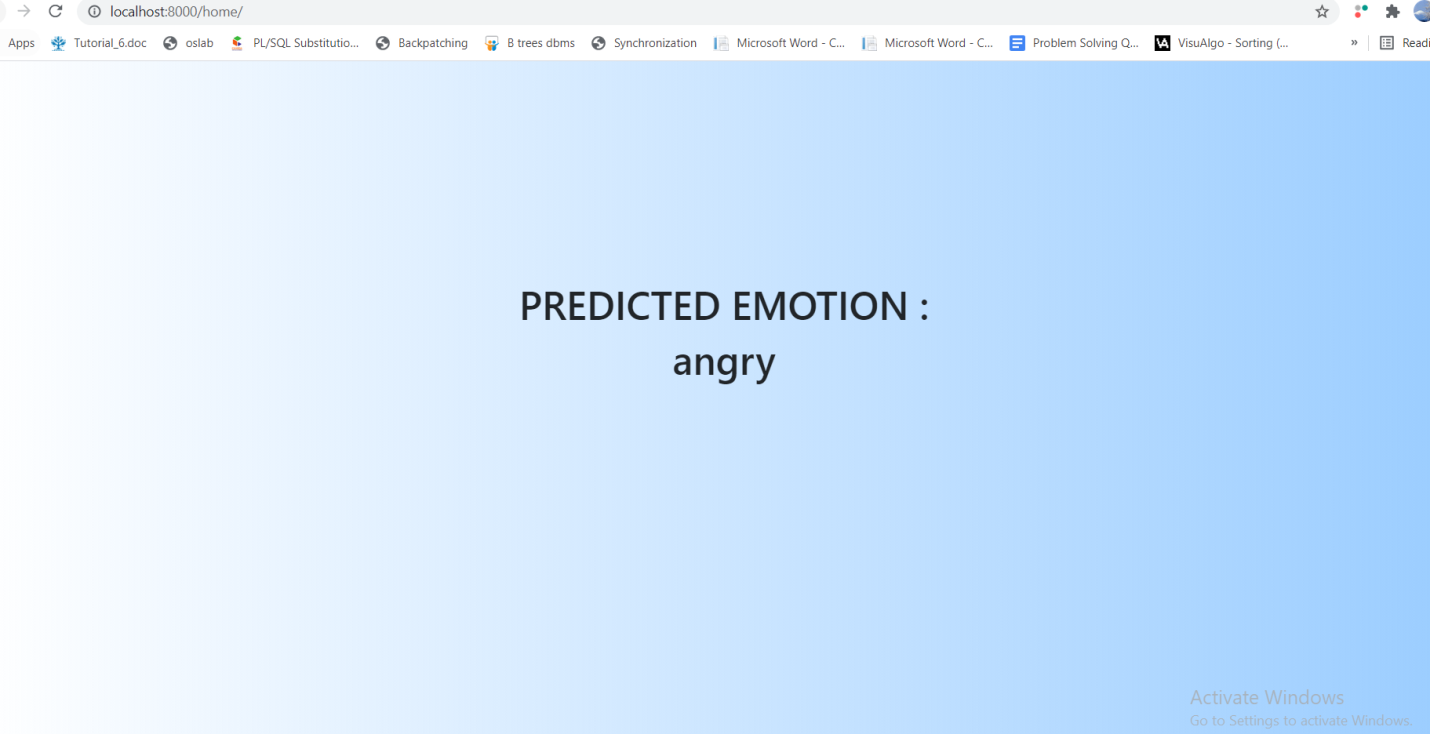 localhost:8000/home/
Apps Tutorial_6.doc oslab PL/SQL Substitutio... Backpatching B trees dbms Synchronization Microsoft Word - C... Microsoft Word - C... Problem Solving Q... VisuAlgo - Sorting (... » Readi
PREDICTED EMOTION :
angry
Activate Windows
Go to Settings to activate Windows.